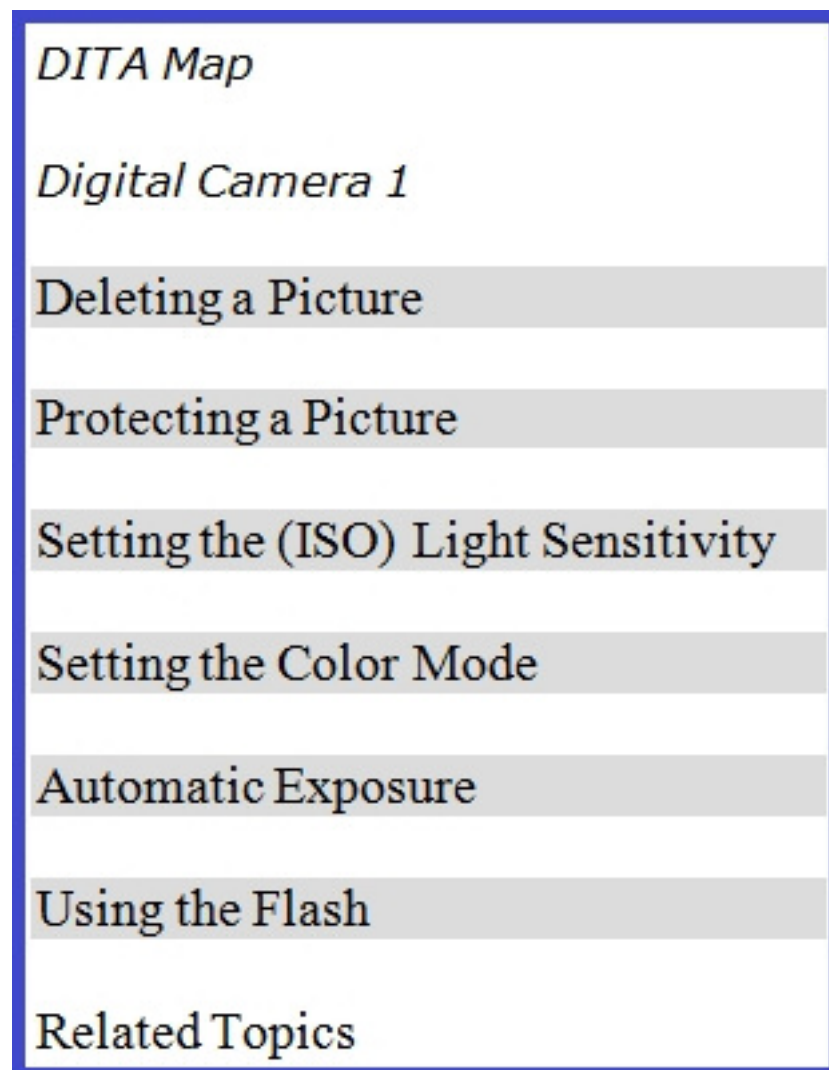 DITA Map
Digital Camera 1
Deleting a Picture
Protecting a Picture
Setting the (ISO) Light Sensitivity
Setting the Color Mode
Automatic Exposure
Using the Flash
Related Topics